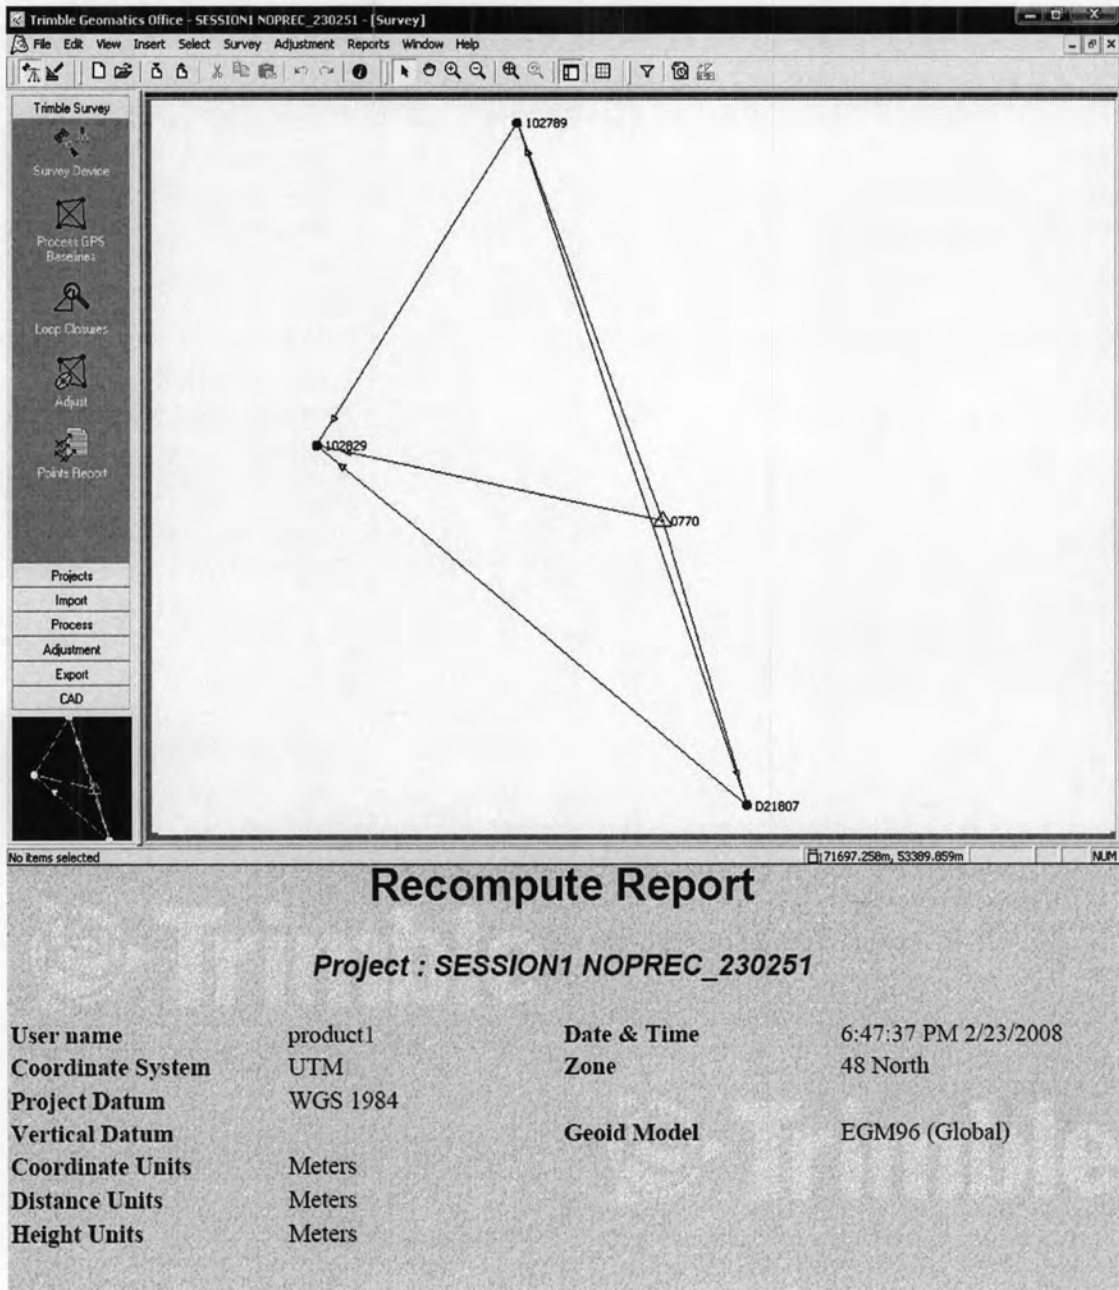 Trimble Geomatics Office - SESSION1 NOPREC_230251 - [Survey]
File Edit View Insert Select Survey Adjustment Reports Window Help
Trimble Survey
Survey Device
Process GPS
Baselines
Loop Closures
Adjust
Points Report
Projects
Import
Process
Adjustment
Export
CAD
102789
102829
0770
D21807
No items selected
71697.258m, 53389.859m
NUM
Recompute Report
Trimble
Project : SESSION1 NOPREC_230251
User name product1 Date & Time 6:47:37 PM 2/23/2008
Coordinate System UTM Zone 48 North
Project Datum WGS 1984
Vertical Datum Geoid Model EGM96 (Global)
Trimble
Coordinate Units Meters
Distance Units Meters
Height Units Meters